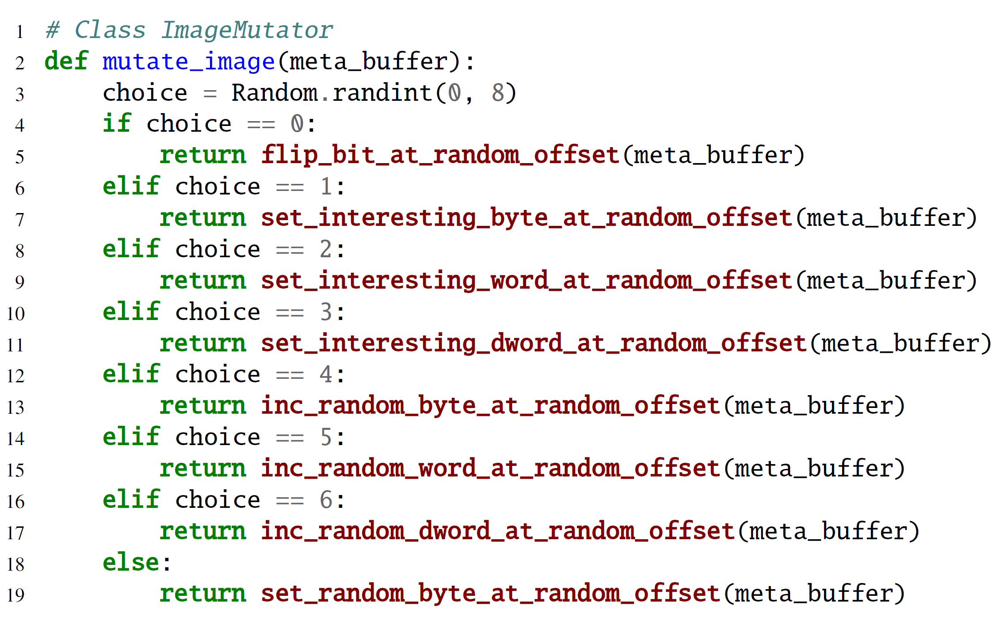 1 # Class ImageMutator
2 def mutate_image(meta_buffer):
3     choice = Random.randint(0, 8)
4     if choice == 0:
5         return flip_bit_at_random_offset(meta_buffer)
6     elif choice == 1:
7         return set_interesting_byte_at_random_offset(meta_buffer)
8     elif choice == 2:
9         return set_interesting_word_at_random_offset(meta_buffer)
10     elif choice == 3:
11         return set_interesting_dword_at_random_offset(meta_buffer)
12     elif choice == 4:
13         return inc_random_byte_at_random_offset(meta_buffer)
14     elif choice == 5:
15         return inc_random_word_at_random_offset(meta_buffer)
16     elif choice == 6:
17         return inc_random_dword_at_random_offset(meta_buffer)
18     else:
19         return set_random_byte_at_random_offset(meta_buffer)